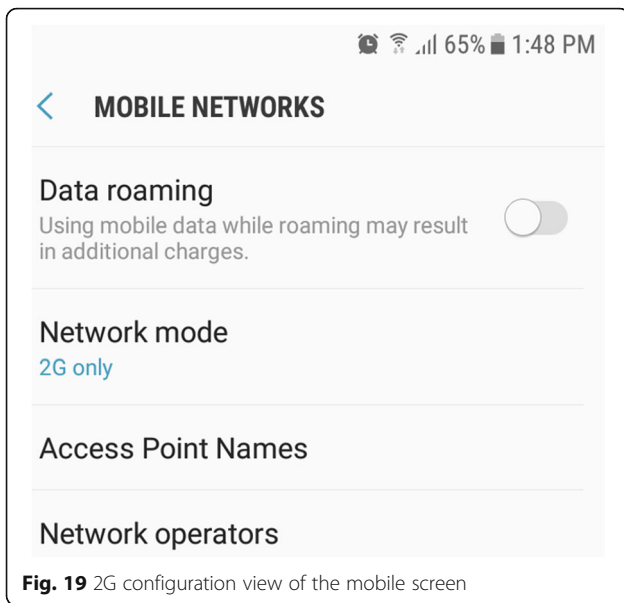 65% 1:48 PM
MOBILE NETWORKS
Data roaming
Using mobile data while roaming may result
in additional charges.
Network mode
2G only
Access Point Names
Network operators
Fig. 19 2G configuration view of the mobile screen